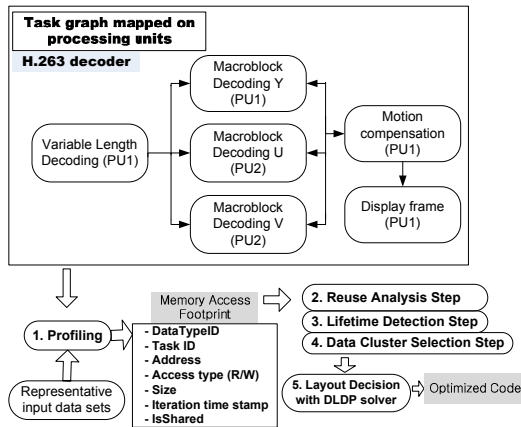 Task graph mapped on
processing units
H.263 decoder
Macroblock
Decoding Y
(PU1)
Variable Length
Decoding (PU1)
Macroblock
Decoding U
(PU2)
Macroblock
Decoding V
(PU2)
Motion
compensation
(PU1)
Display frame
(PU1)
1. Profiling
Representative
input data sets
Memory Access
Footprint
- DataTypeID
- Task ID
- Address
- Access type (R/W)
- Size
- Iteration time stamp
- IsShared
2. Reuse Analysis Step
3. Lifetime Detection Step
4. Data Cluster Selection Step
5. Layout Decision
with DLDP solver
Optimized Code